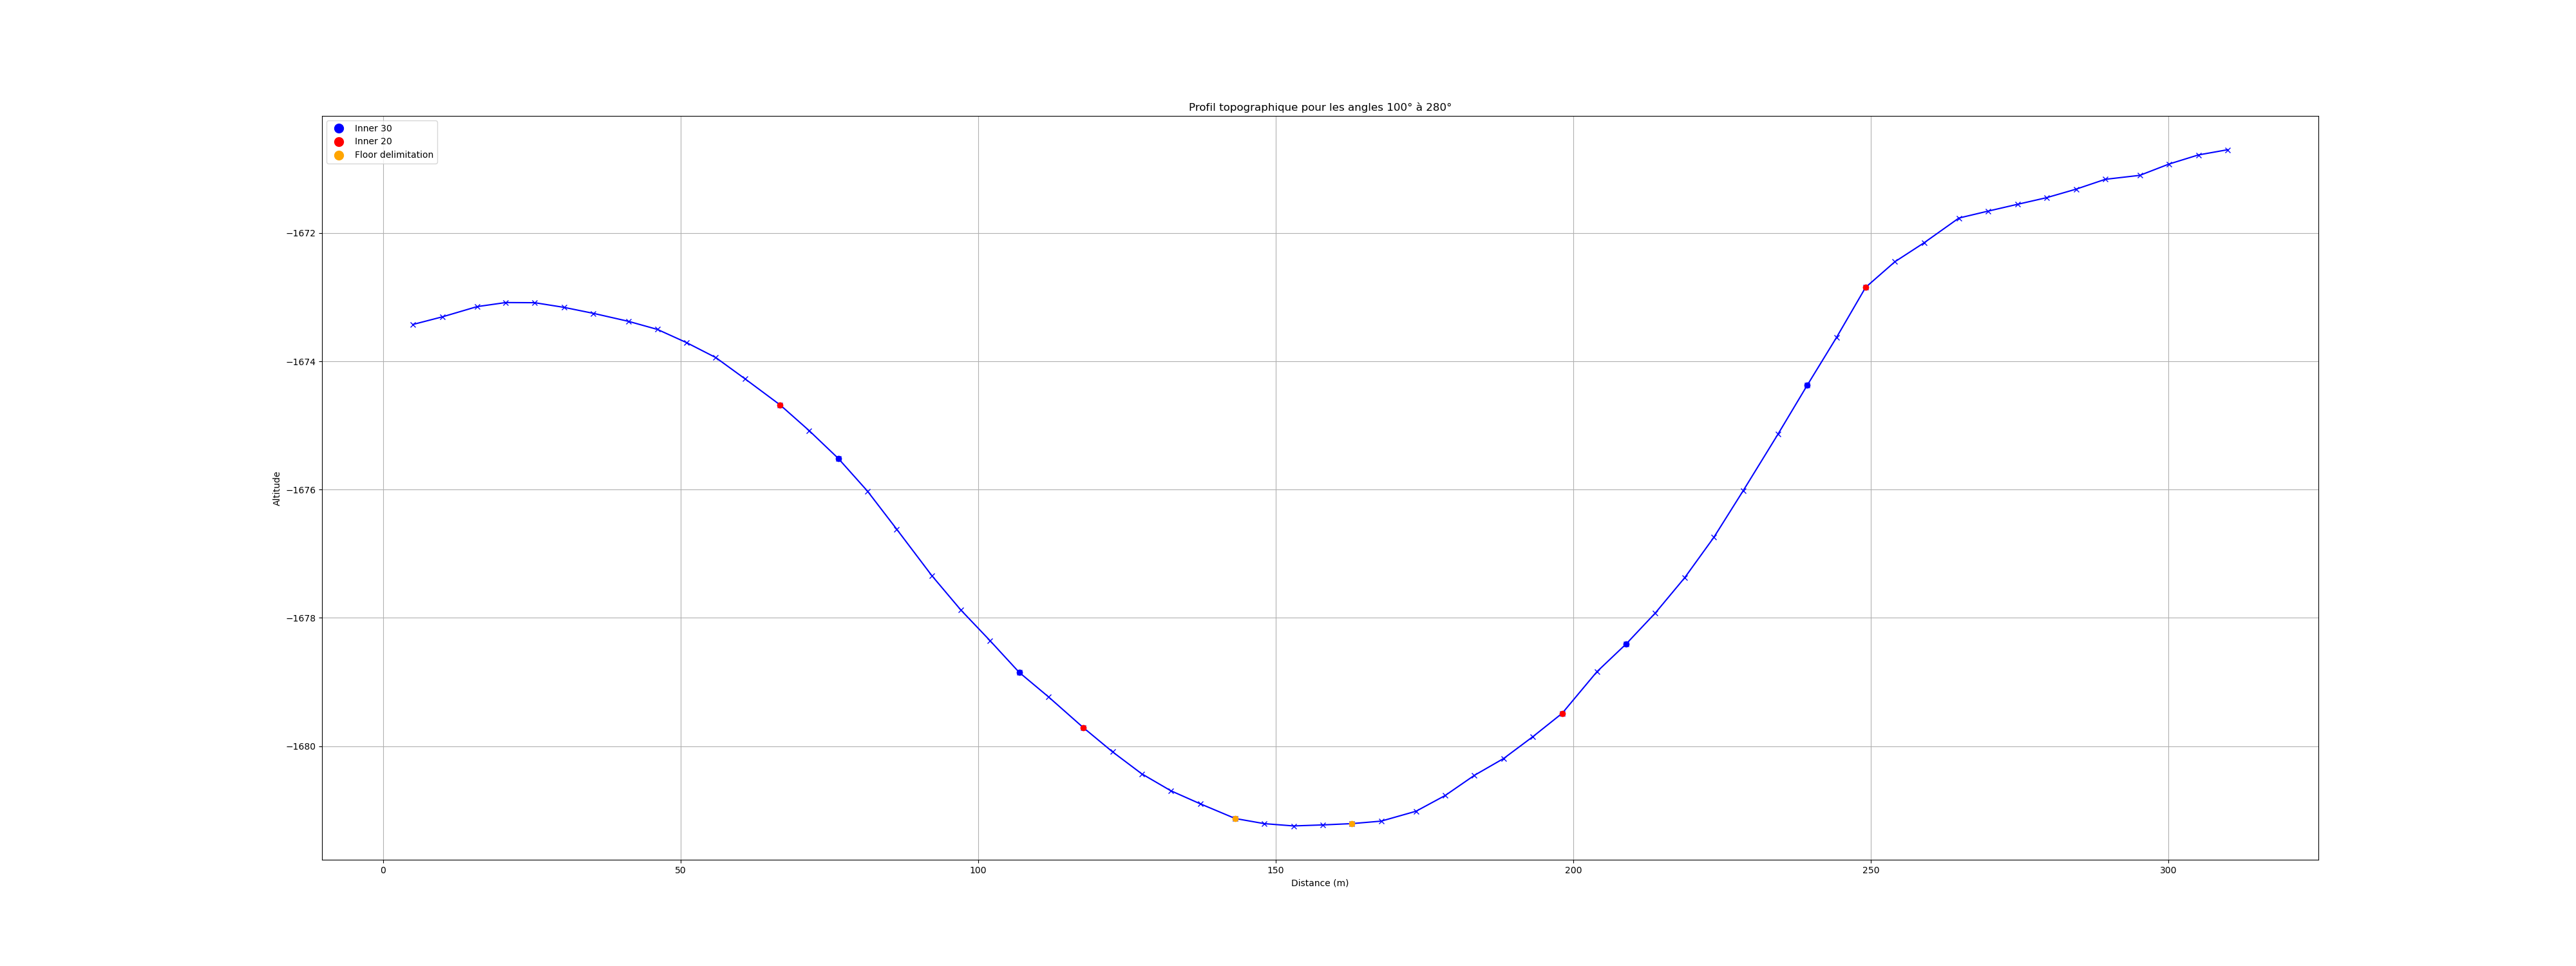 Profil topographique pour les angles 100° à 280°
Inner 30
Inner 20
Floor delimitation
Altitude
−1672
−1674
−1676
−1678
−1680
0 50 100 150 200 250 300
Distance (m)